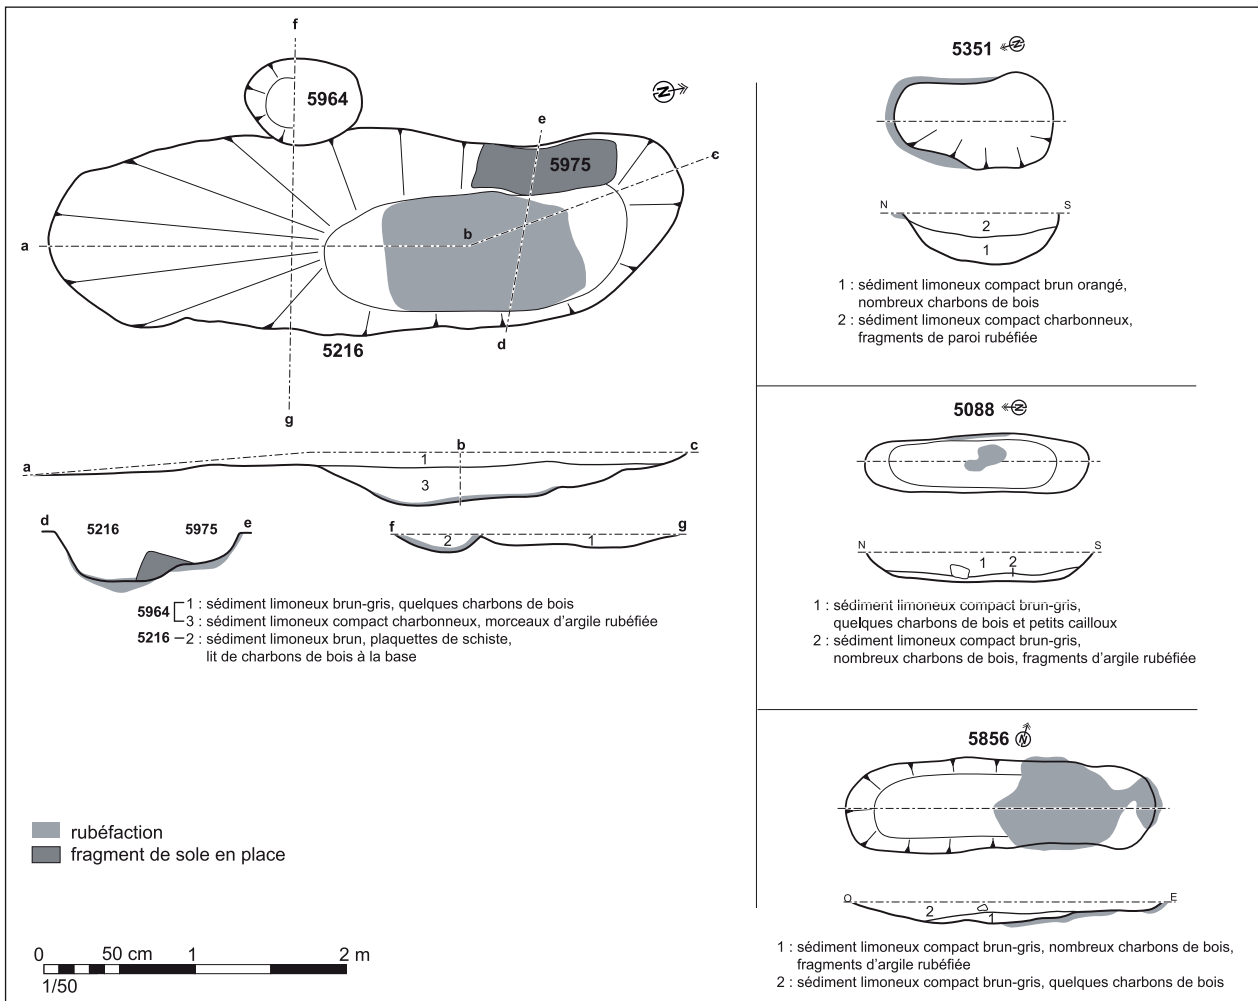 f
5964
e
5975
c
N
a
b
5216
d
g
a
b
c
1
3
d
5216
5975
e
f
2
1
g
5964
1 : sédiment limoneux brun-gris, quelques charbons de bois
3 : sédiment limoneux compact charbonneux, morceaux d'argile rubéfiée
5216 – 2 : sédiment limoneux brun, plaquettes de schiste,
lit de charbons de bois à la base
rubéfaction
fragment de sole en place
0 50 cm 1 2 m
1/50
5351 N
N S
2
1
1 : sédiment limoneux compact brun orangé,
nombreux charbons de bois
2 : sédiment limoneux compact charbonneux,
fragments de paroi rubéfiée
5088 N
N S
1 2
1 : sédiment limoneux compact brun-gris,
quelques charbons de bois et petits cailloux
2 : sédiment limoneux compact brun-gris,
nombreux charbons de bois, fragments d'argile rubéfiée
5856 N
O E
2 1
1 : sédiment limoneux compact brun-gris, nombreux charbons de bois,
fragments d'argile rubéfiée
2 : sédiment limoneux compact brun-gris, quelques charbons de bois